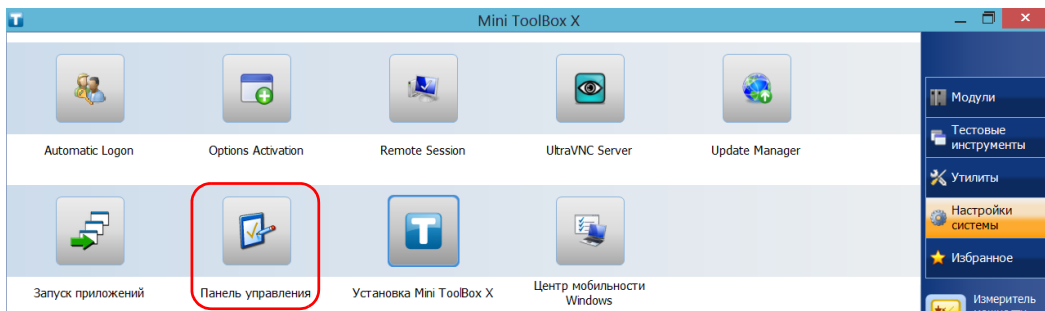 Mini ToolBox X
Automatic Logon
Options Activation
Remote Session
UltraVNC Server
Update Manager
Запуск приложений
Панель управления
Установка Mini ToolBox X
Центр мобильности
Windows
Модули
Тестовые
инструменты
Утилиты
Настройки
системы
Избранное
Измеритель